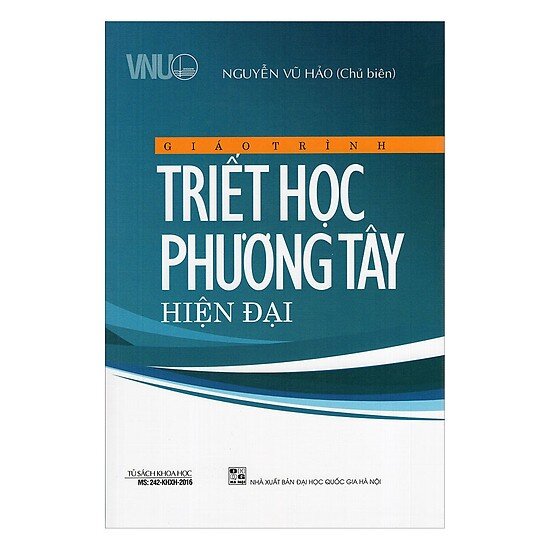 VNU
NGUYỄN VŨ HẢO (Chủ biên)
GIÁO TRÌNH
TRIẾT HỌC
PHƯƠNG TÂY
HIỆN ĐẠI
TỦ SÁCH KHOA HỌC
MS: 242-KHXH-2016
NHÀ XUẤT BẢN ĐẠI HỌC QUỐC GIA HÀ NỘI